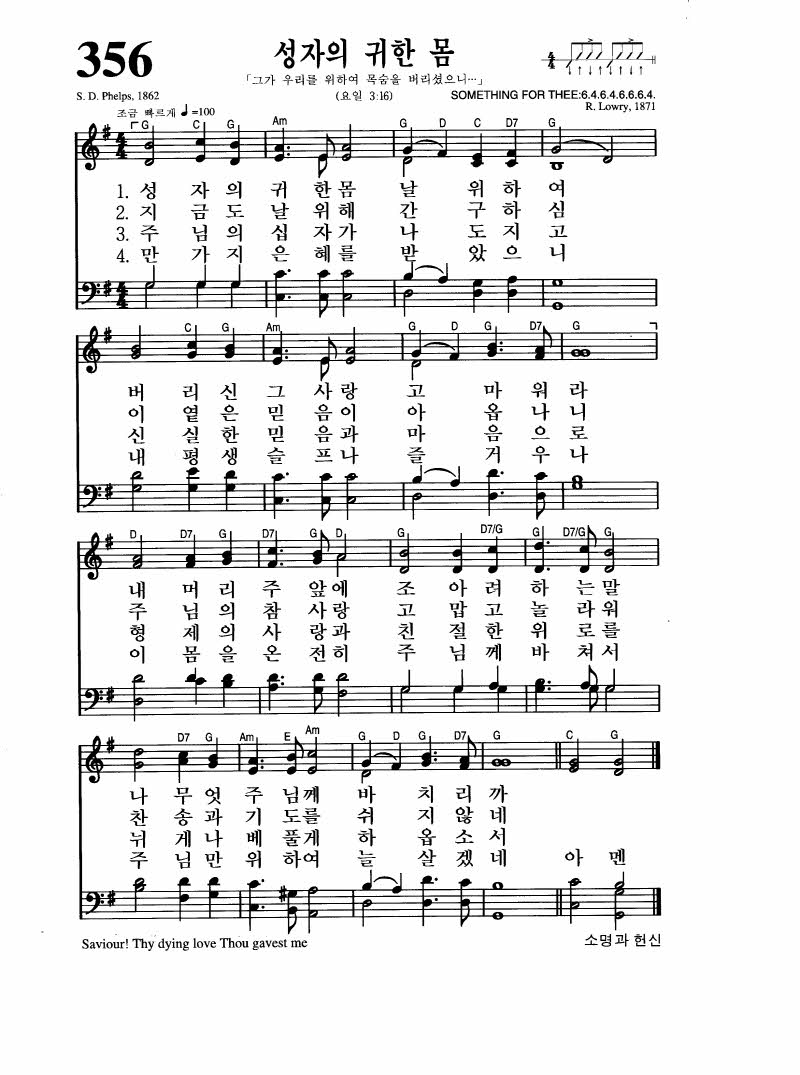 356
성자의 귀한 몸
「그가 우리를 위하여 목숨을 버리셨으니…」
S. D. Phelps, 1862
(요일 3:16)
SOMETHING FOR THEE:6.4.6.4.6.6.6.4.
R. Lowry, 1871
조금 빠르게 ♩=100
G C G Am G D C D7 G
1. 성 자 의 귀 한 몸 날 위 하 여
2. 지 금 도 날 위 해 간 구 하 심
3. 주 님 의 십 자 가 나 도 지 고
4. 만 가 지 은 혜 를 받 았 으 니
C G Am G D G D7 G
버 리 신 그 사 랑 고 마 워 라
이 옅 은 믿 음 이 아 옵 나 니
신 실 한 믿 음 과 마 음 으 로
내 평 생 슬 프 나 즐 거 우 나
D D7 G D7 G D G D7/G G D7/G G
내 머 리 주 앞 에 조 아 려 하 는 말
주 님 의 참 사 랑 고 맙 고 놀 라 워
형 제 의 사 랑 과 친 절 한 위 로 를
이 몸 을 온 전 히 주 님 께 바 쳐 서
D7 G Am E Am G D G D7 G C G
나 무 엇 주 님 께 바 치 리 까
찬 송 과 기 도 를 쉬 지 않 네
뉘 게 나 베 풀 게 하 옵 소 서
주 님 만 위 하 여 늘 살 겠 네 아 멘
Saviour! Thy dying love Thou gavest me
소명과 헌신